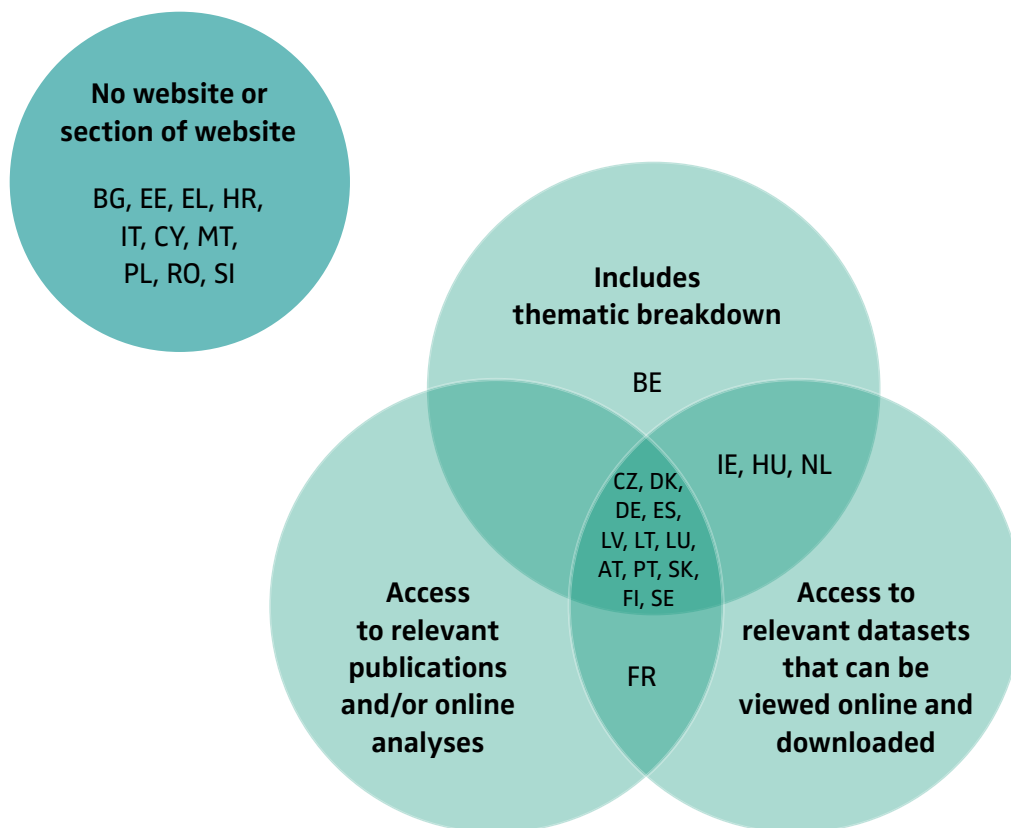 No website or
section of website
BG, EE, EL, HR,
IT, CY, MT,
PL, RO, SI
Includes
thematic breakdown
BE
IE, HU, NL
CZ, DK,
DE, ES,
LV, LT, LU,
AT, PT, SK,
FI, SE
Access
to relevant
publications
and/or online
analyses
FR
Access to
relevant datasets
that can be
viewed online and
downloaded